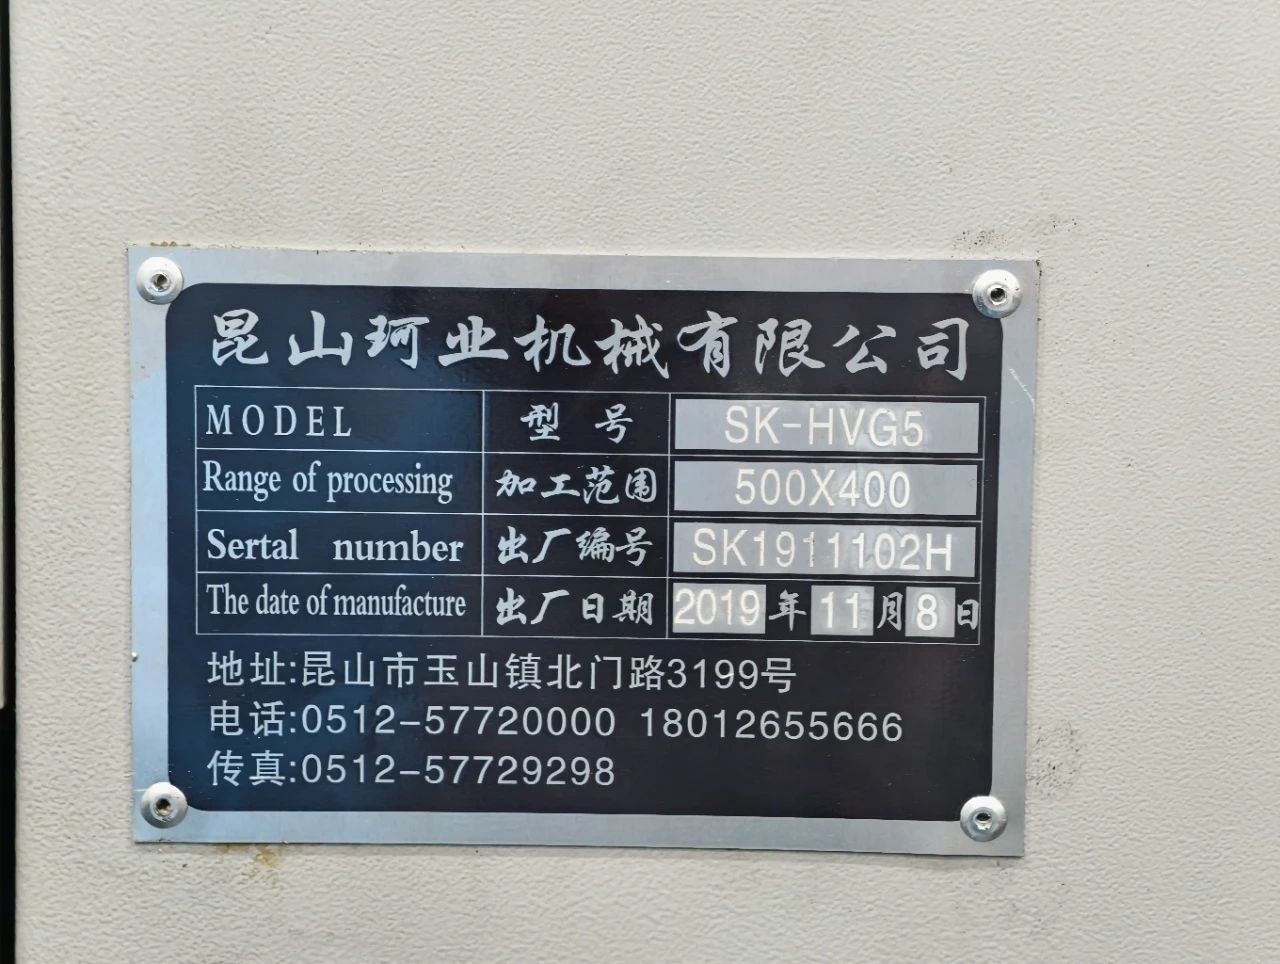 昆山珂业机械有限公司
MODEL 型号 SK-HVG5
Range of processing 加工范围 500X400
Sertal number 出厂编号 SK1911102H
The date of manufacture 出厂日期 2019年11月8日
地址:昆山市玉山镇北门路3199号
电话:0512-57720000 18012655666
传真:0512-57729298